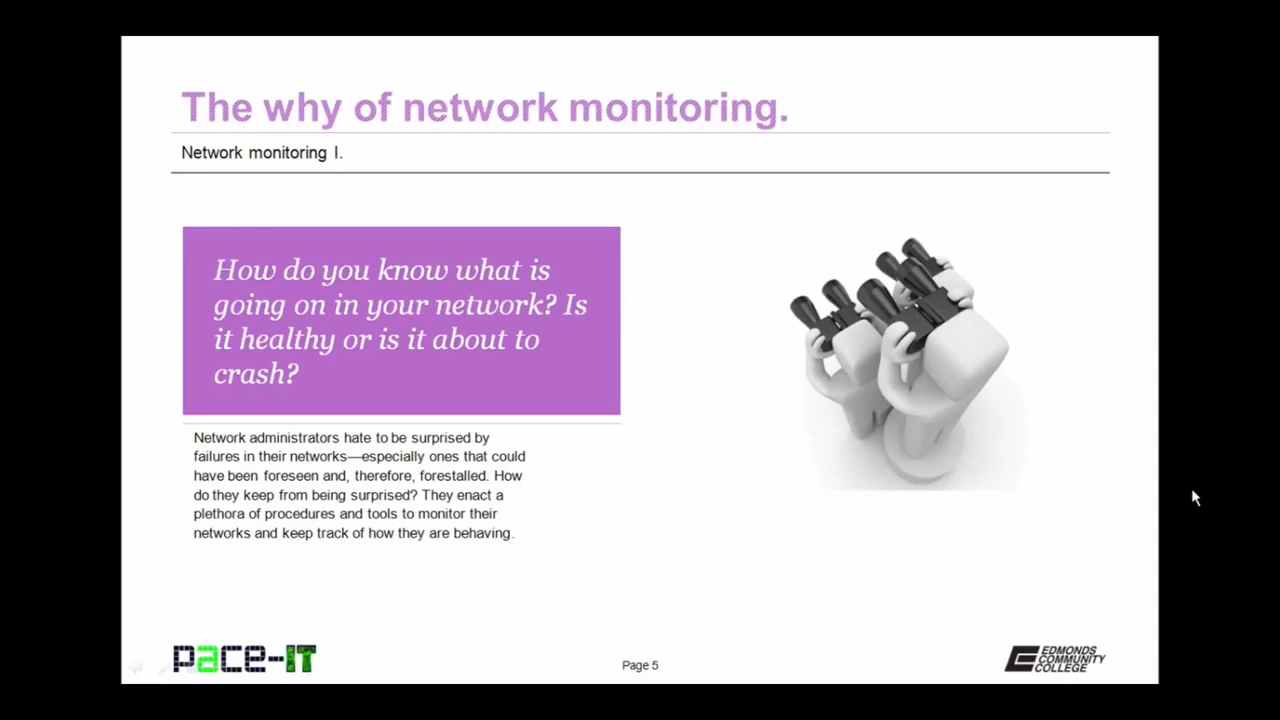 The why of network monitoring.
Network monitoring I.
How do you know what is
going on in your network? Is
it healthy or is it about to
crash?
Network administrators hate to be surprised by
failures in their networks—especially ones that could
have been foreseen and, therefore, forestalled. How
do they keep from being surprised? They enact a
plethora of procedures and tools to monitor their
networks and keep track of how they are behaving.
pace-IT
Page 5
EDMONDS
COMMUNITY
COLLEGE